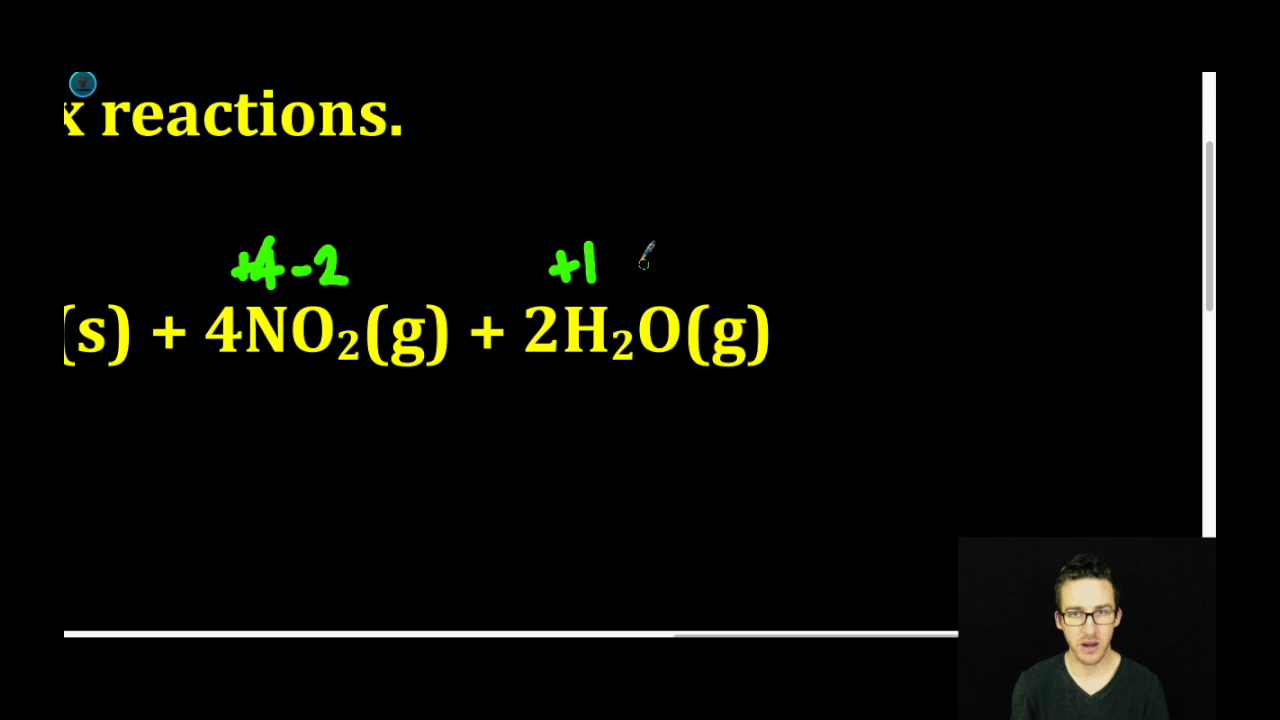 x reactions.
+4 -2 +1
(s) + 4NO₂(g) + 2H₂O(g)